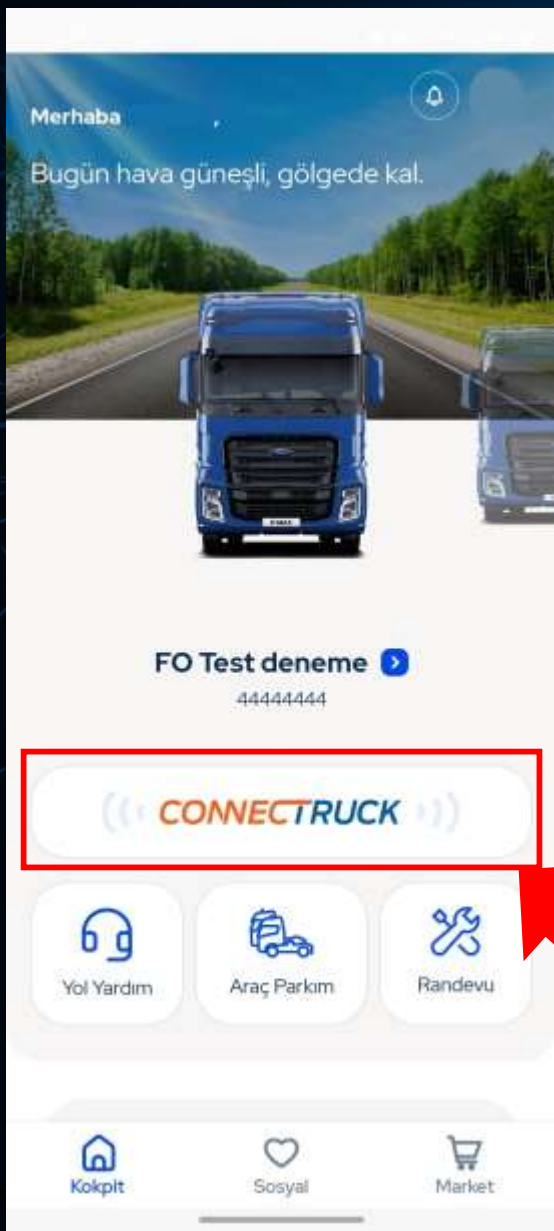 Merhaba ,
Bugün hava güneşli, gölgede kal.
FO Test deneme
44444444
CONNECTRUCK
Yol Yardım
Araç Parkım
Randevu
Kokpit
Sosyal
Market